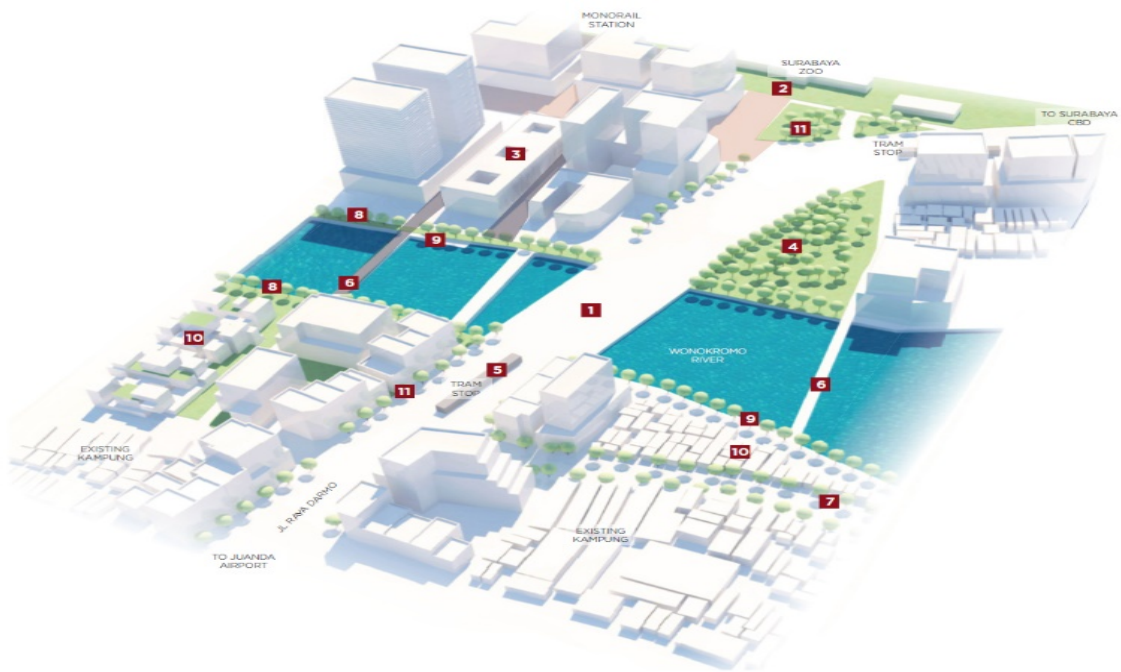 MONORAIL
STATION
SURABAYA
ZOO
2
TO SURABAYA
CBD
11
TRAM
STOP
3
8
9
4
6
8
1
10
WONOKROMO
RIVER
5
TRAM
STOP
11
6
9
10
EXISTING
KAMPUNG
7
JL RAYA DARMO
EXISTING
KAMPUNG
TO JUANDA
AIRPORT